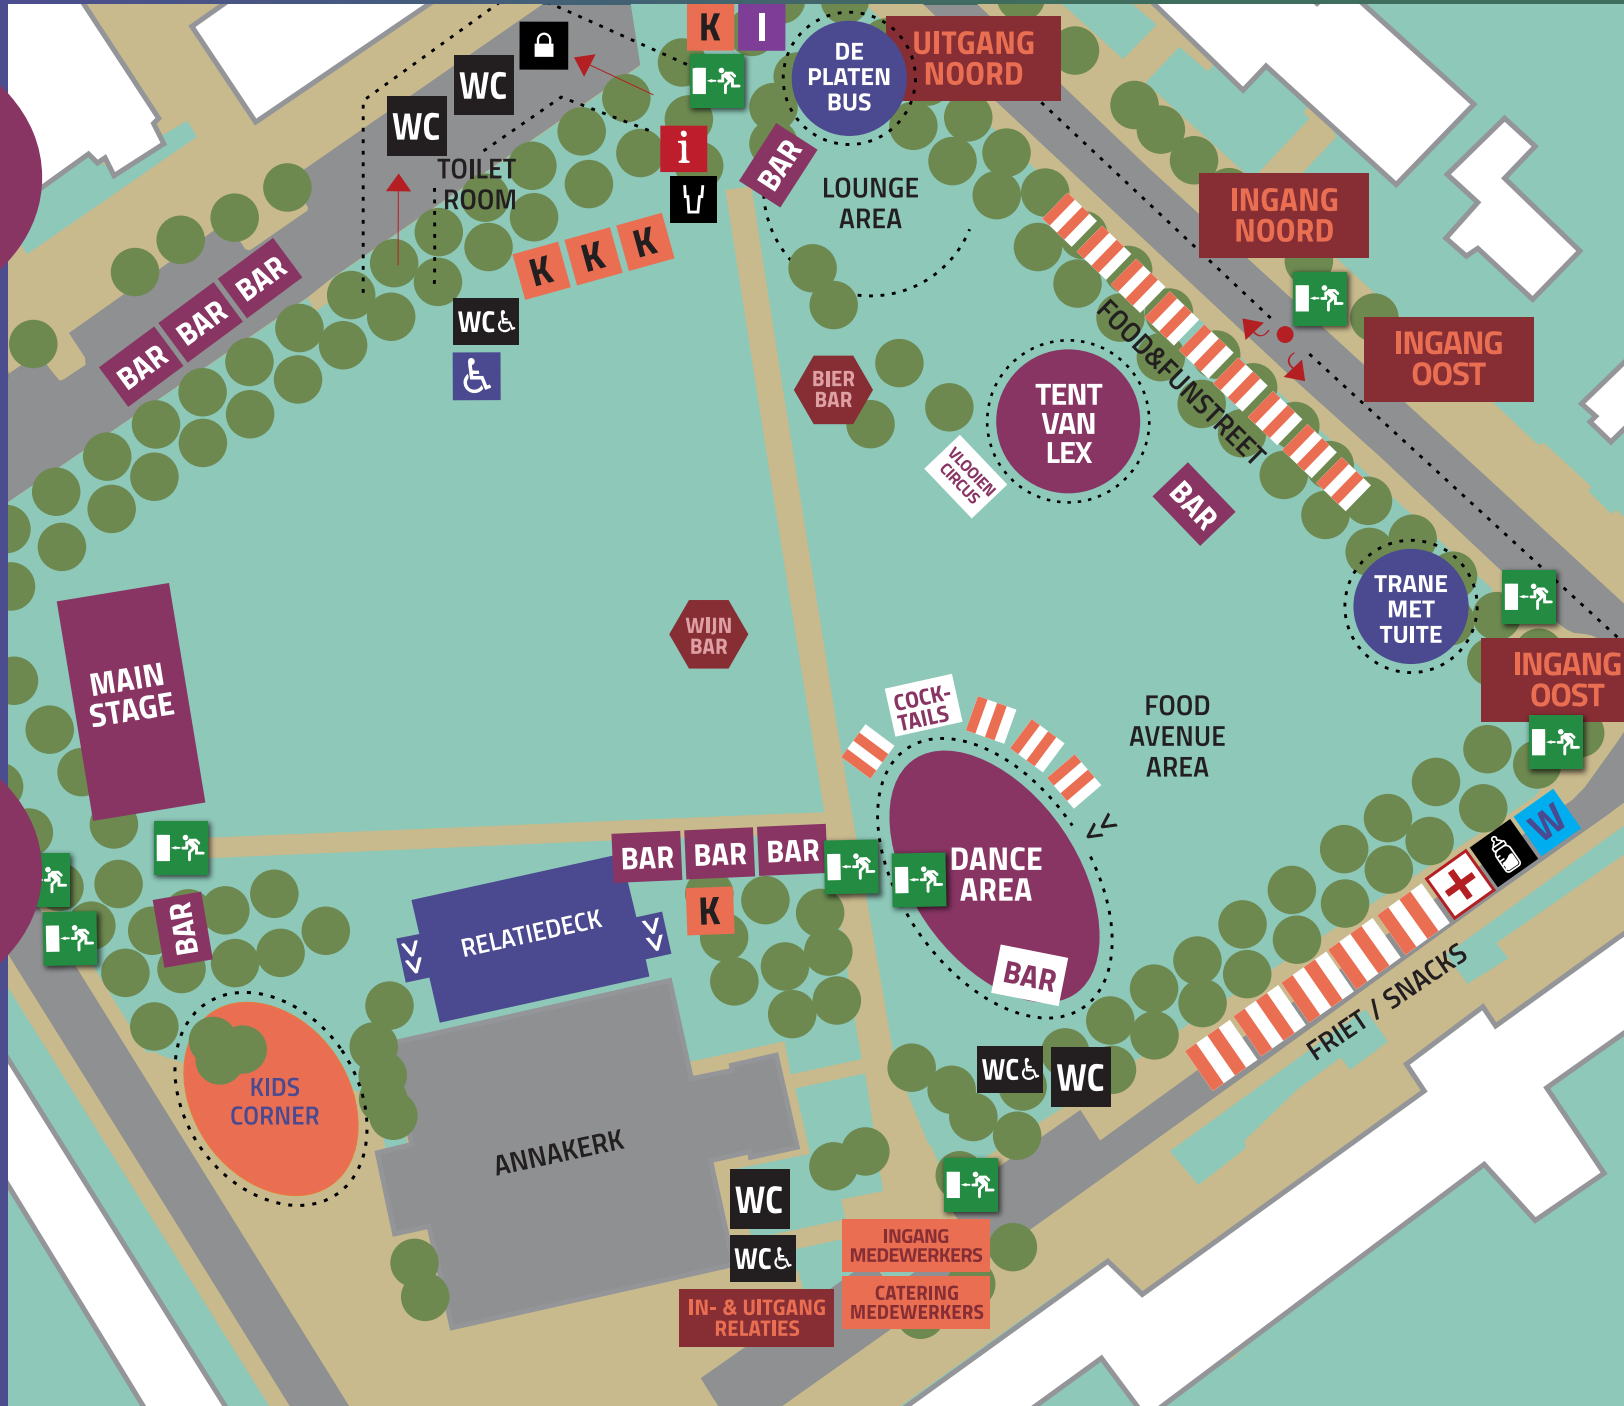 K
I
DE
PLATEN
BUS
UITGANG
NOORD
WC
WC
TOILET
ROOM
i
BAR
LOUNGE
AREA
INGANG
NOORD
K
K
K
BAR
BAR
BAR
WC
INGANG
OOST
FOOD&FUNSTREET
BIER
BAR
TENT
VAN
LEX
VLOOIEN
CIRCUS
BAR
TRANE
MET
TUITE
WIJN
BAR
MAIN
STAGE
INGANG
OOST
COCK-
TAILS
FOOD
AVENUE
AREA
W
BAR
BAR
BAR
DANCE
AREA
BAR
K
BAR
RELATIEDECK
FRIET / SNACKS
KIDS
CORNER
WC
WC
ANNAKERK
WC
WC
INGANG
MEDEWERKERS
CATERING
MEDEWERKERS
IN- & UITGANG
RELATIES